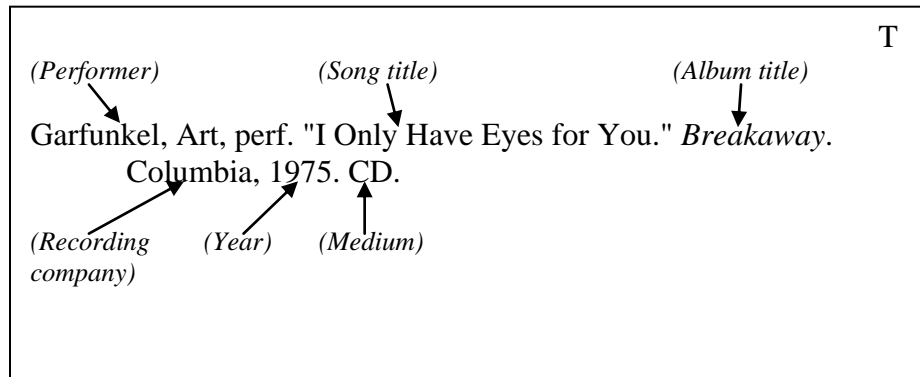 T
(Performer) (Song title) (Album title)
Garfunkel, Art, perf. "I Only Have Eyes for You." Breakaway.
Columbia, 1975. CD.
(Recording (Year) (Medium)
company)